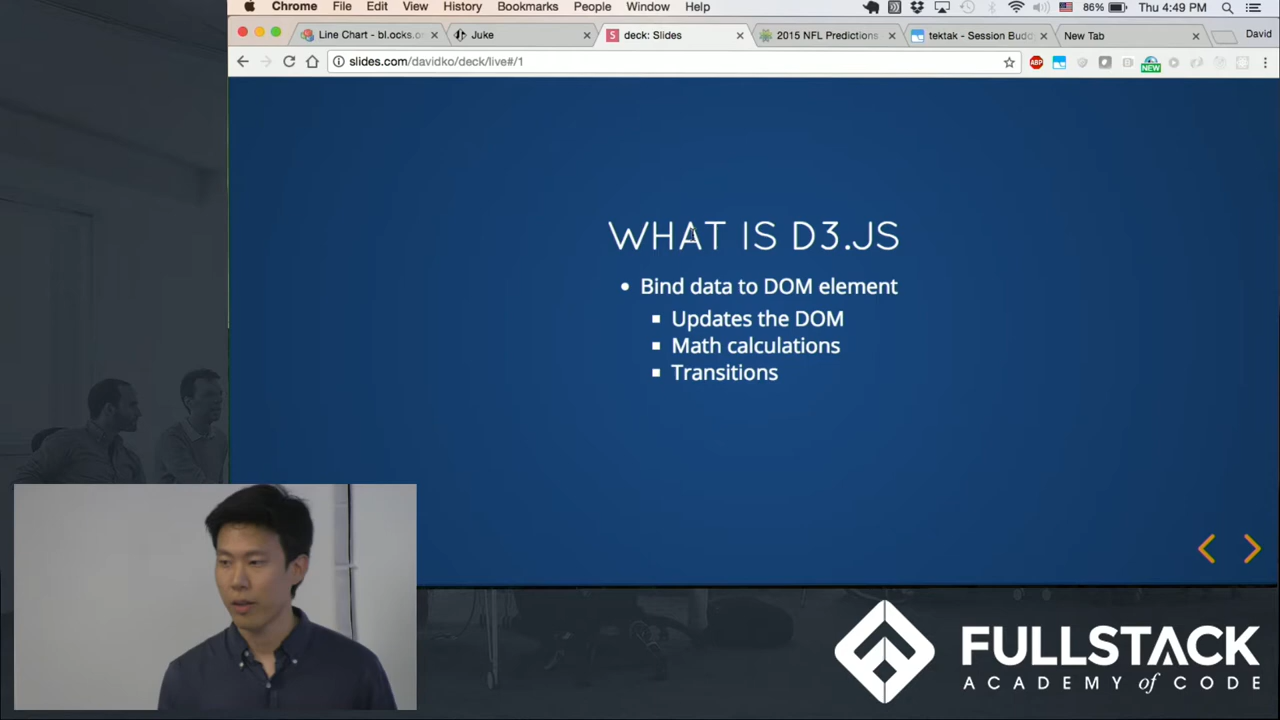 Chrome File Edit View History Bookmarks People Window Help 86% Thu 4:49 PM
Line Chart - bl.ocks.o Juke deck: Slides 2015 NFL Predictions tektak - Session Budd New Tab David
slides.com/davidko/deck/live#/1
ABP
NEW
WHAT IS D3.JS
• Bind data to DOM element
▪ Updates the DOM
▪ Math calculations
▪ Transitions
FULLSTACK
ACADEMY of CODE